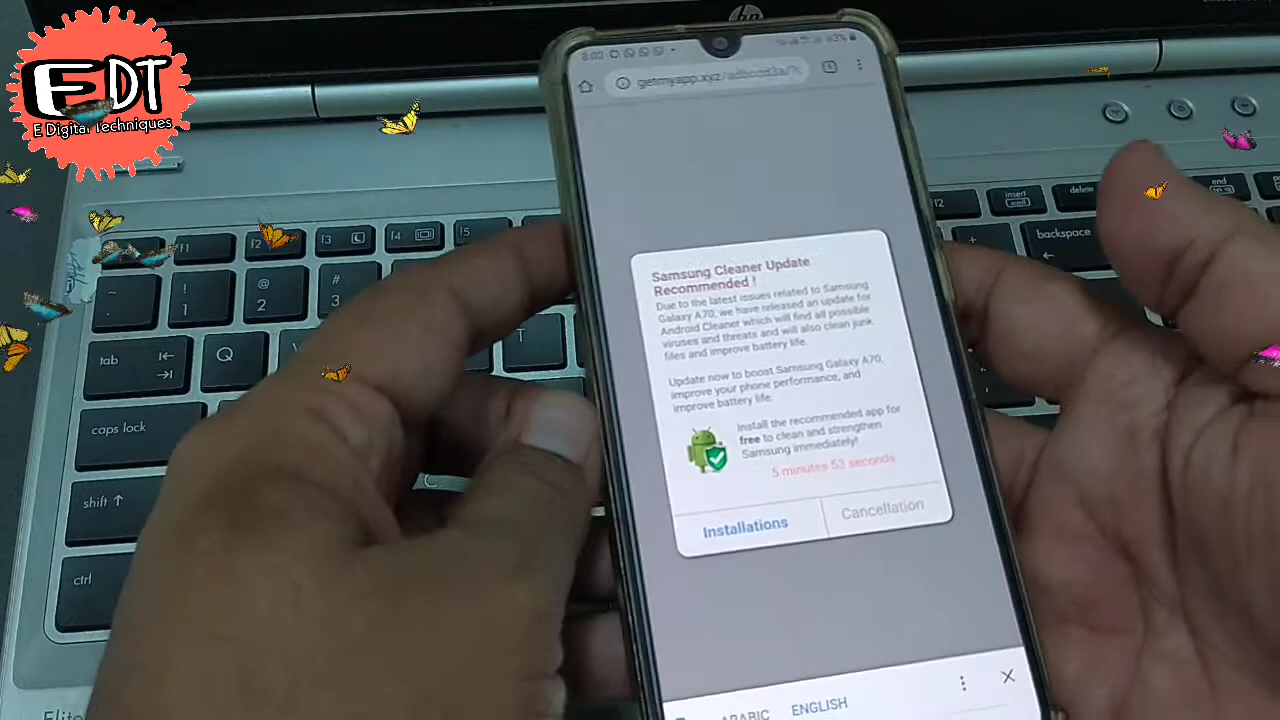 EDT
E Digital Techniques
hp
8:02
83%
getmyapp.xyz
5
Samsung Cleaner Update
Recommended !
Due to the latest issues related to Samsung
Galaxy A70, we have released an update for
Android Cleaner which will find all possible
viruses and threats and will also clean junk
files and improve battery life.
Update now to boost Samsung Galaxy A70,
improve your phone performance, and
improve battery life.
Install the recommended app for
free to clean and strengthen
Samsung immediately!
5 minutes 53 seconds
Installations
Cancellation
ARABIC ENGLISH
f1
f2
f3
f4
f5
insert
delete
end
~
!
1
@
2
#
3
+
backspace
tab
Q
T
caps lock
shift
ctrl